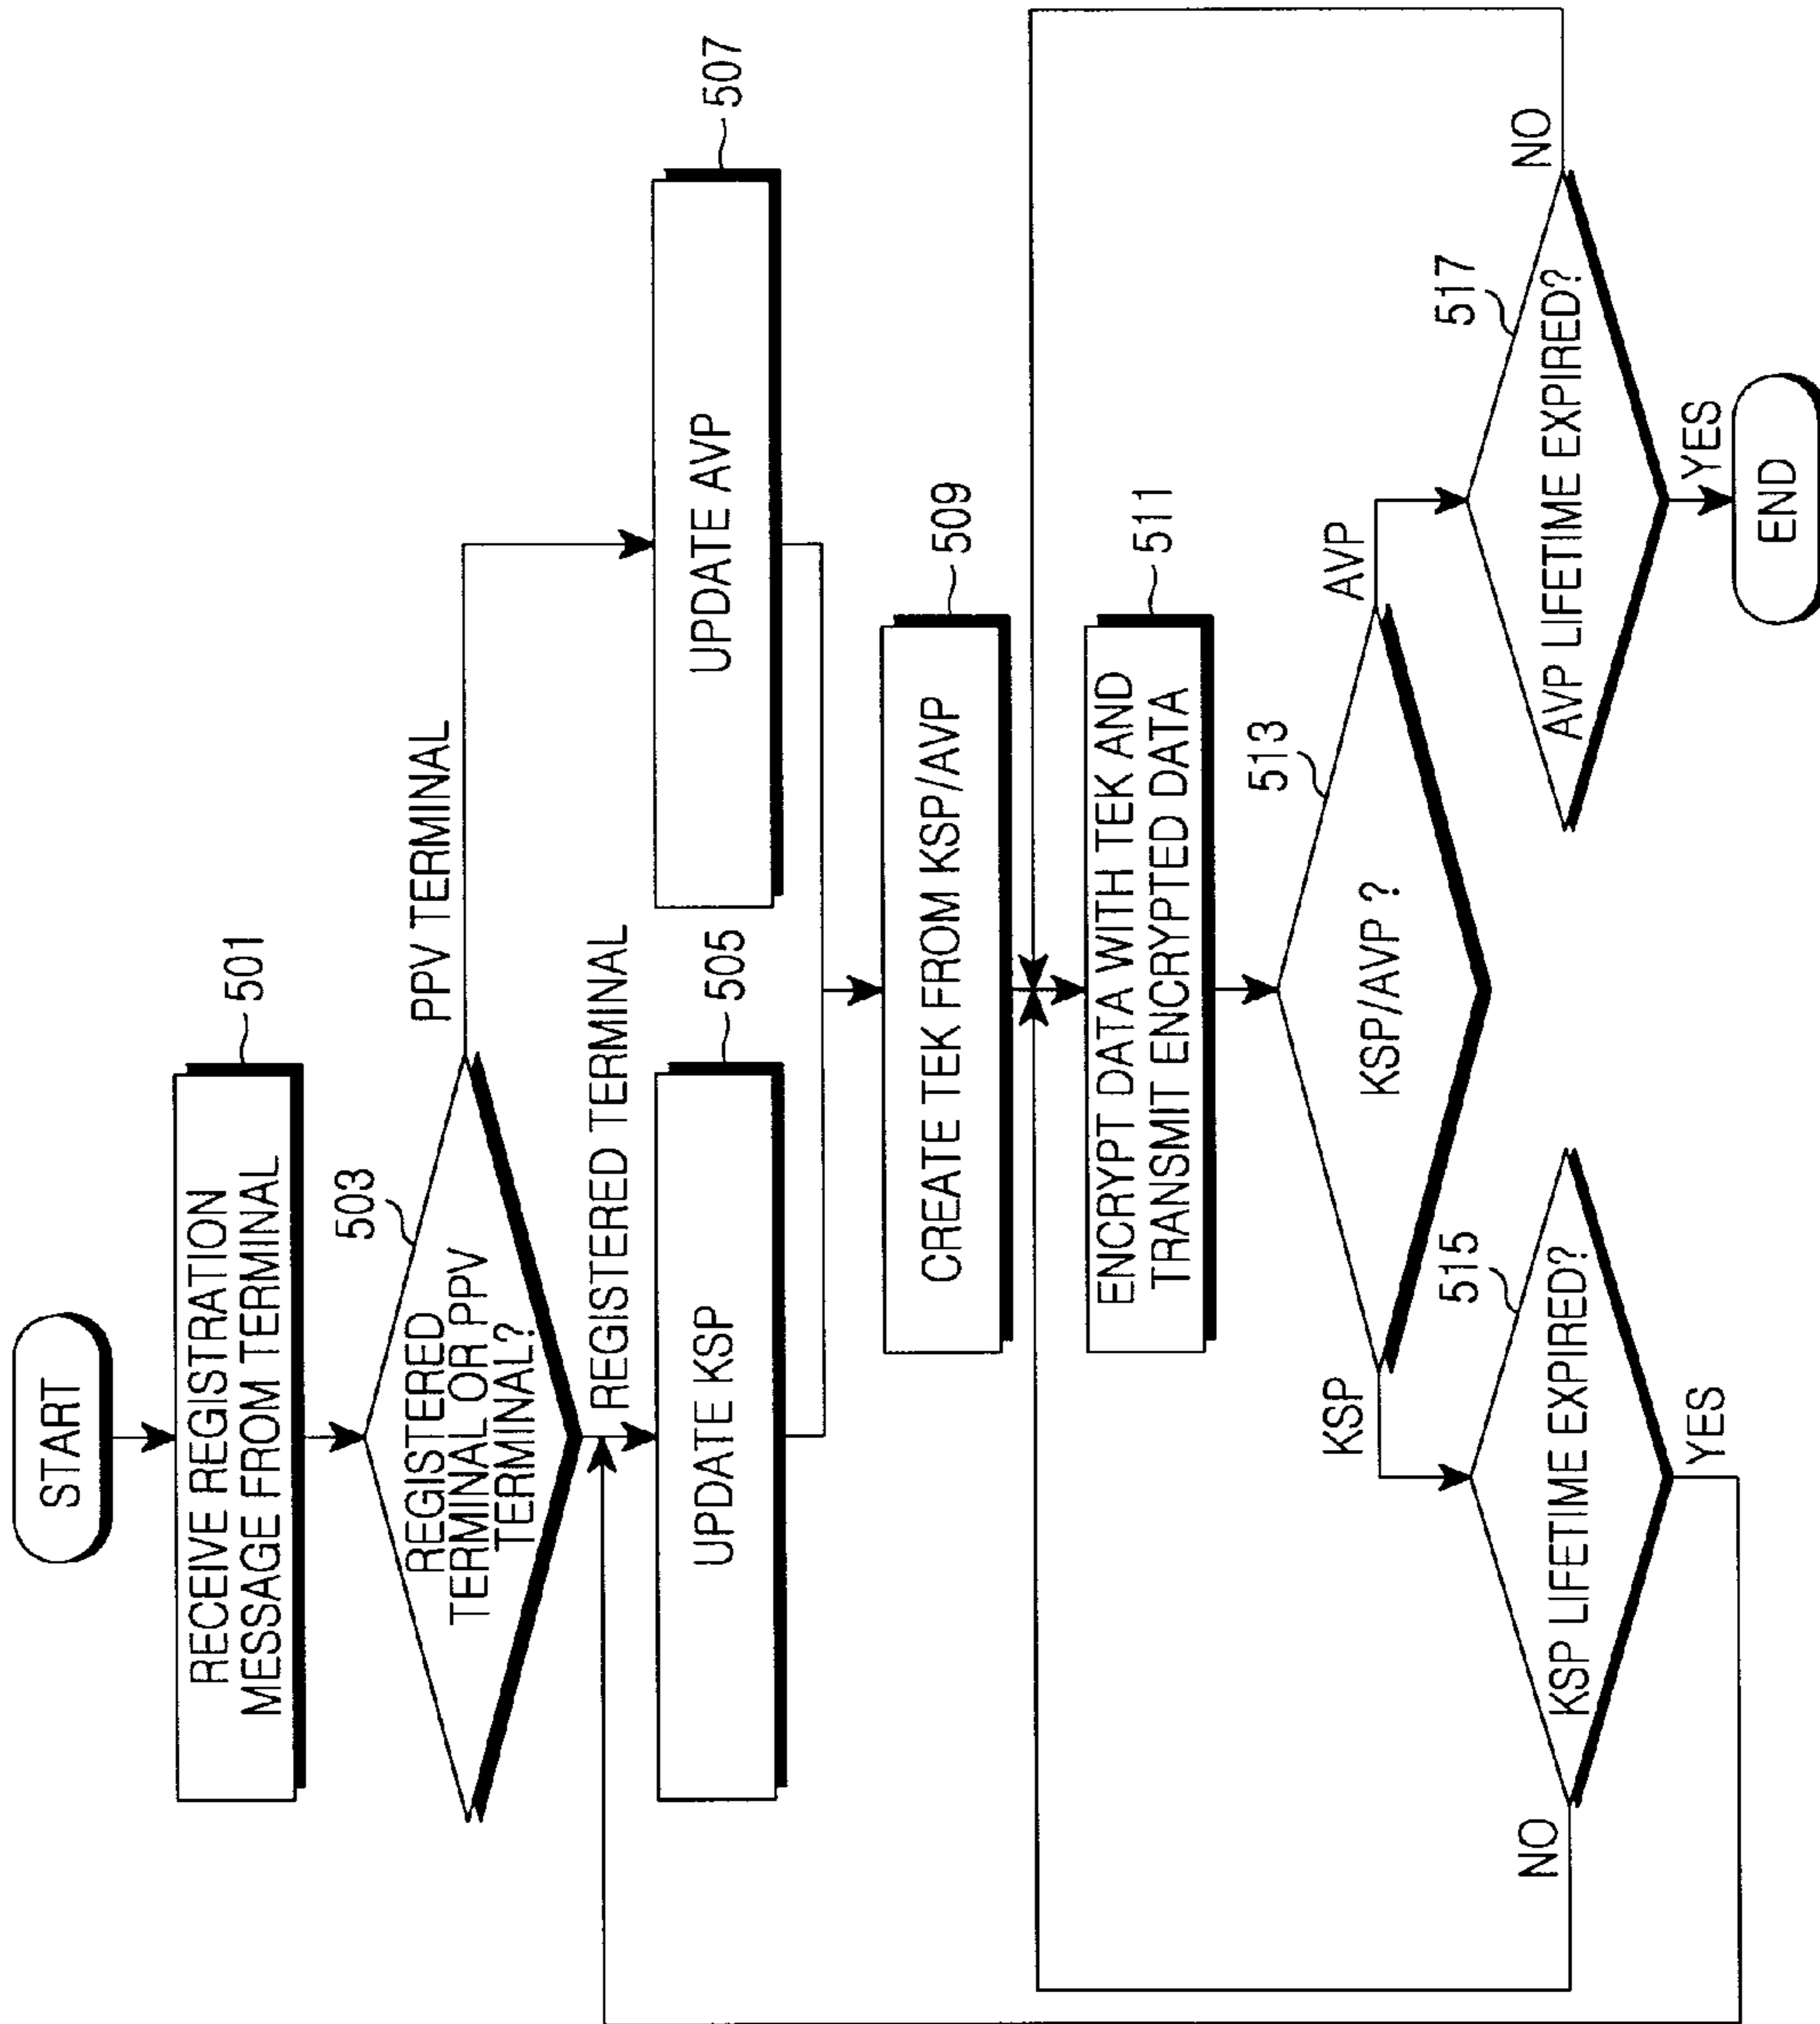 START
RECEIVE REGISTRATION
MESSAGE FROM TERMINAL
501
503
REGISTERED
TERMINAL OR PPV
TERMINAL?
PPV TERMINAL
REGISTERED TERMINAL
UPDATE KSP
505
UPDATE AVP
507
CREATE TEK FROM KSP/AVP
509
ENCRYPT DATA WITH TEK AND
TRANSMIT ENCRYPTED DATA
511
513
KSP/AVP ?
KSP
AVP
515
KSP LIFETIME EXPIRED?
NO
YES
517
AVP LIFETIME EXPIRED?
NO
YES
END